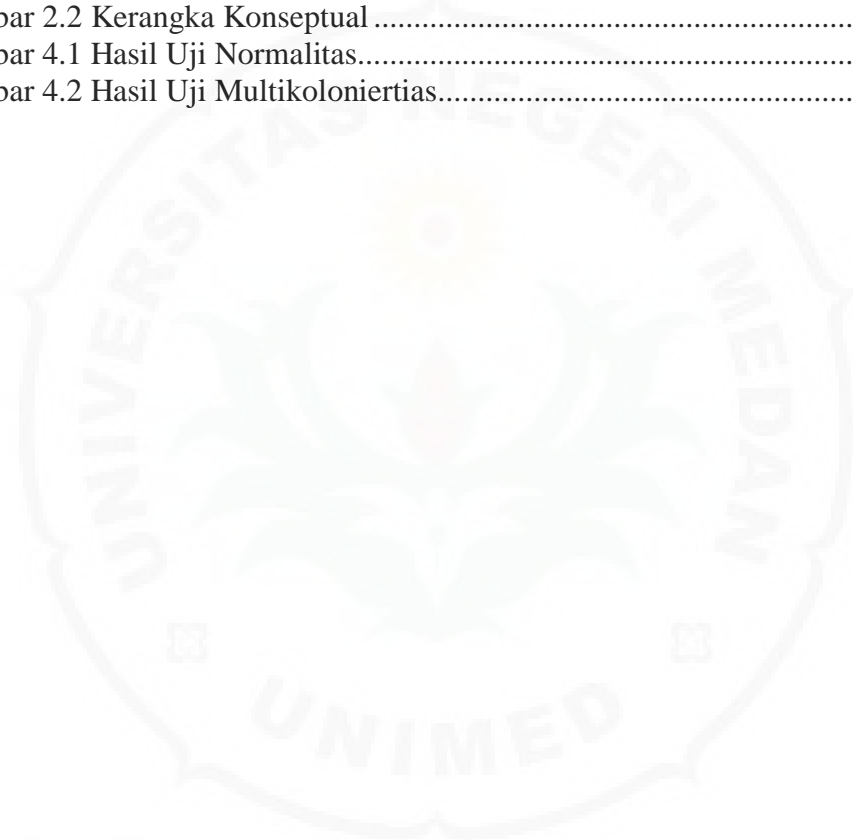 bar 2.2 Kerangka Konseptual........................................................................
bar 4.1 Hasil Uji Normalitas..........................................................................
bar 4.2 Hasil Uji Multikoloniertias...............................................................
UNIVERSITAS NEGERI MEDAN
UNIMED